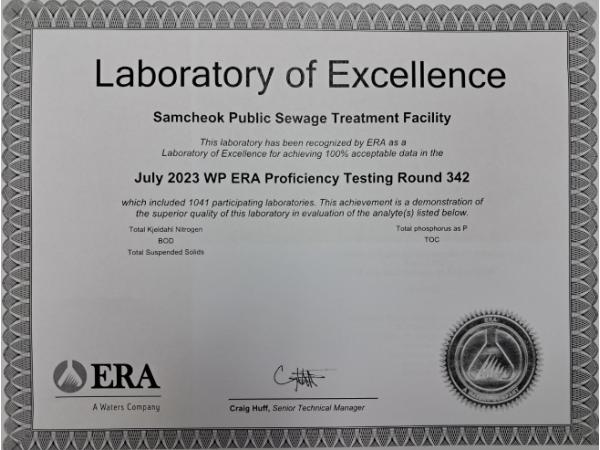 Laboratory of Excellence
Samcheok Public Sewage Treatment Facility
This laboratory has been recognized by ERA as a
Laboratory of Excellence for achieving 100% acceptable data in the
July 2023 WP ERA Proficiency Testing Round 342
which included 1041 participating laboratories. This achievement is a demonstration of
the superior quality of this laboratory in evaluation of the analyte(s) listed below.
Total Kjeldahl Nitrogen
BOD
Total Suspended Solids
Total phosphorus as P
TOC
ERA
A Waters Company
Craig Huff, Senior Technical Manager
ERA